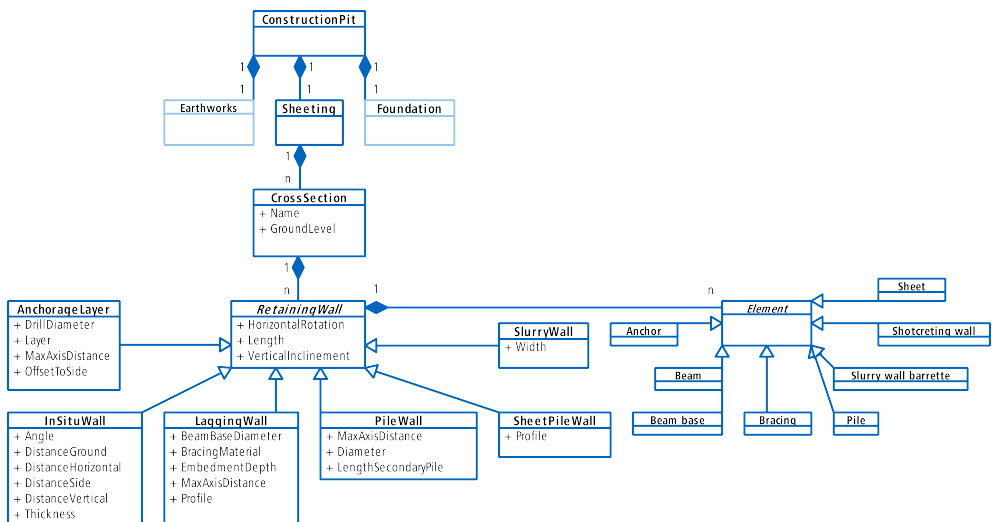 ConstructionPit
1
1
1
1
1
1
Earthworks
Sheeting
Foundation
1
n
CrossSection
+ Name
+ GroundLevel
1
n
1
n
AnchorageLayer
+ DrillDiameter
+ Layer
+ MaxAxisDistance
+ OffsetToSide
RetainingWall
+ HorizontalRotation
+ Length
+ VerticalInclinement
SlurryWall
+ Width
Element
Sheet
Anchor
Shotcreting wall
Beam
Slurry wall barrette
Beam base
Bracing
Pile
InSituWall
+ Angle
+ DistanceGround
+ DistanceHorizontal
+ DistanceSide
+ DistanceVertical
+ Thickness
LaggingWall
+ BeamBaseDiameter
+ BracingMaterial
+ EmbedmentDepth
+ MaxAxisDistance
+ Profile
PileWall
+ MaxAxisDistance
+ Diameter
+ LengthSecondaryPile
SheetPileWall
+ Profile